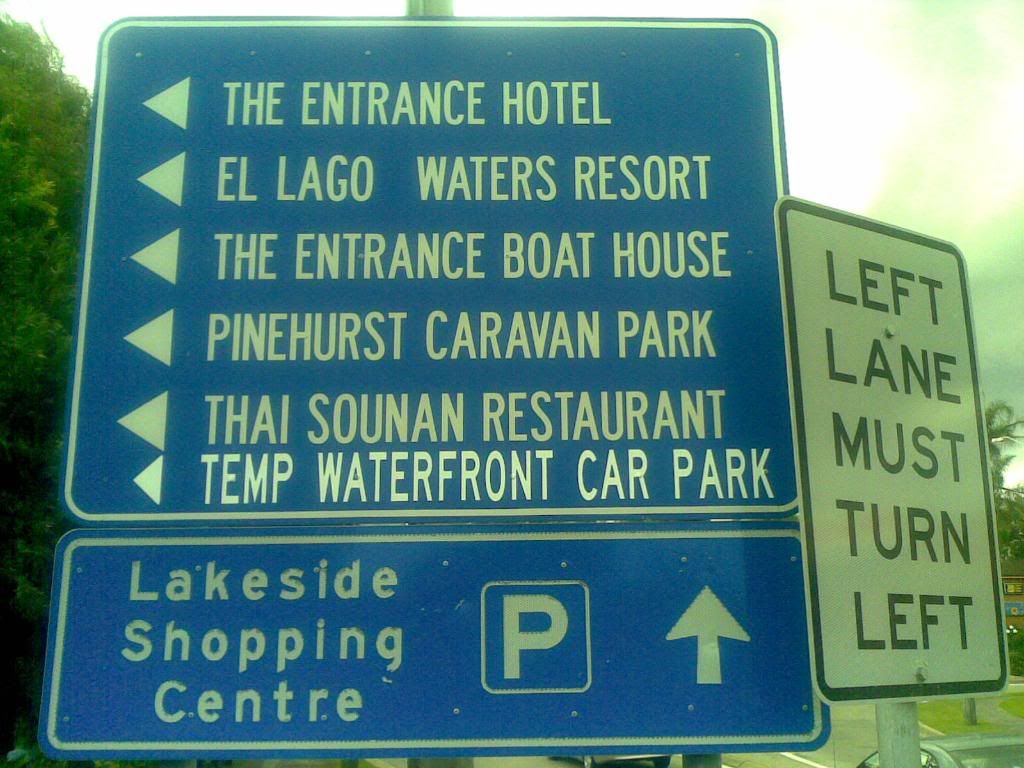 THE ENTRANCE HOTEL
EL LAGO WATERS RESORT
THE ENTRANCE BOAT HOUSE
PINEHURST CARAVAN PARK
THAI SOUNAN RESTAURANT
TEMP WATERFRONT CAR PARK
Lakeside
Shopping
Centre
P
LEFT
LANE
MUST
TURN
LEFT